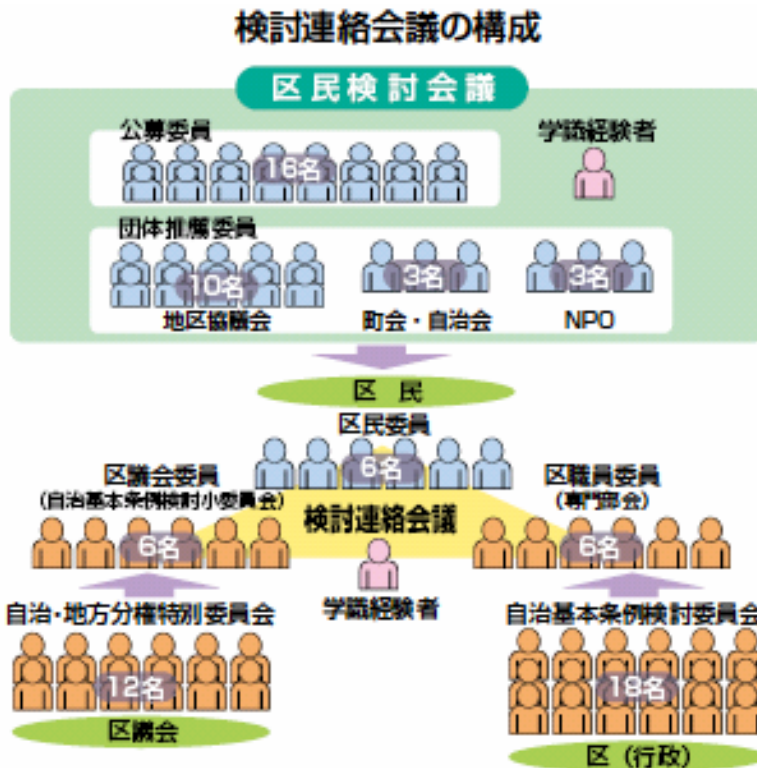 検討連絡会議の構成
区民検討会議
公募委員
学識経験者
16名
団体推薦委員
10名
3名
3名
地区協議会
町会・自治会
NPO
区 民
区民委員
6名
区議会委員
(自治基本条例検討小委員会)
区職員委員
(専門部会)
6名
検討連絡会議
6名
学識経験者
自治・地方分権特別委員会
自治基本条例検討委員会
12名
18名
区議会
区(行政)